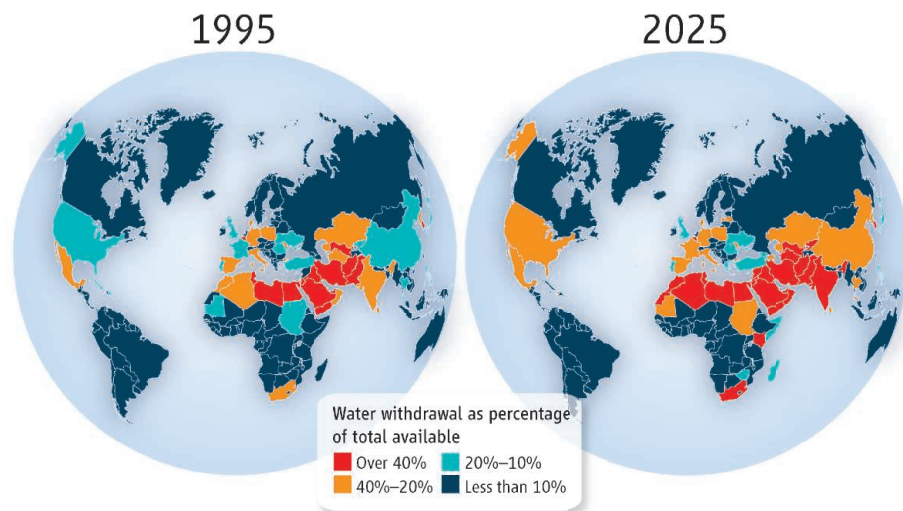 1995
2025
Water withdrawal as percentage
of total available
Over 40%
20%–10%
40%–20%
Less than 10%